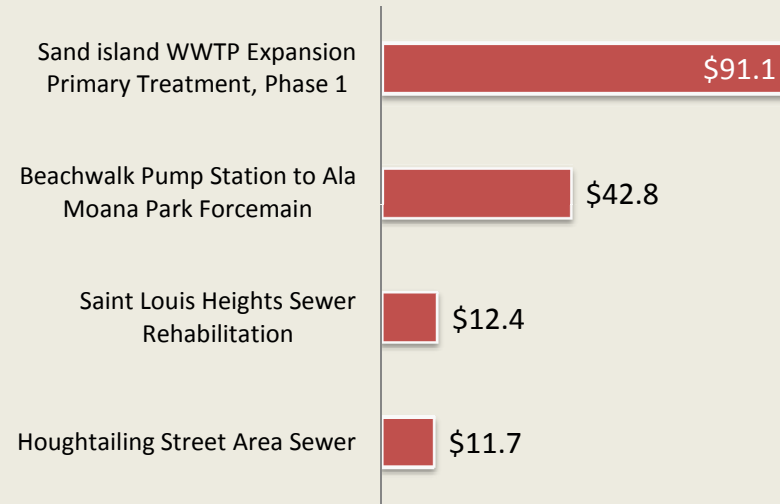 Sand island WWTP Expansion
Primary Treatment, Phase 1
$91.1
Beachwalk Pump Station to Ala
Moana Park Forcemain
$42.8
Saint Louis Heights Sewer
Rehabilitation
$12.4
Houghtailing Street Area Sewer
$11.7